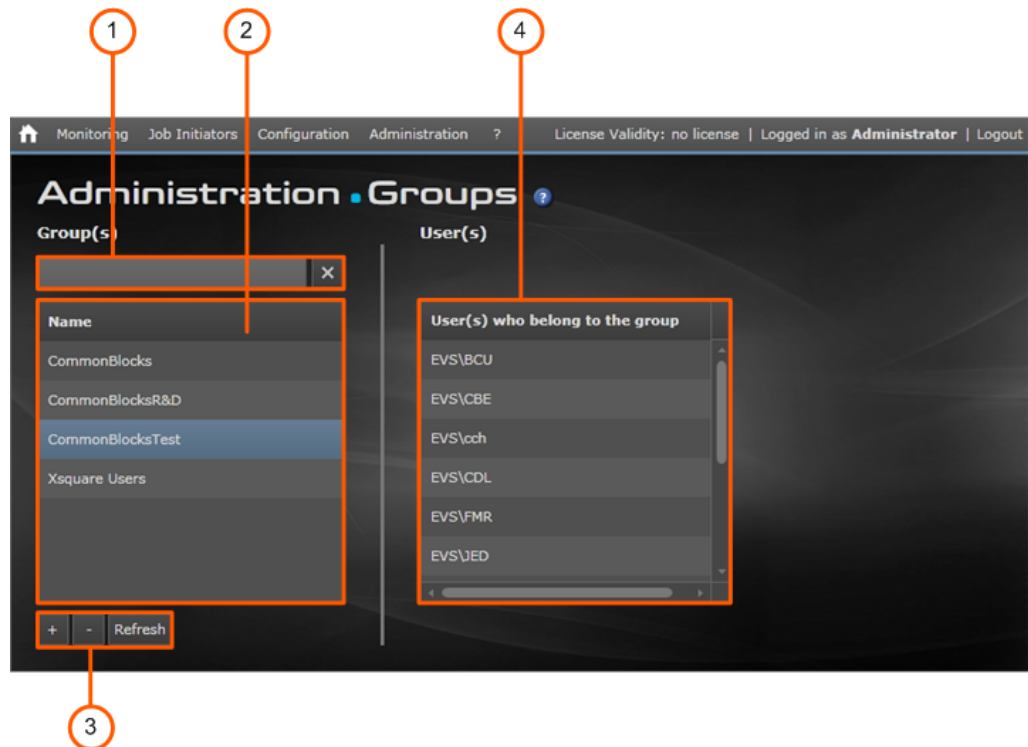 1
2
4
Monitoring Job Initiators Configuration Administration ? License Validity: no license | Logged in as Administrator | Logout
Administration.Groups ?
Group(s)
User(s)
×
Name
CommonBlocks
CommonBlocksR&D
CommonBlocksTest
Xsquare Users
User(s) who belong to the group
EVS\BCU
EVS\CBE
EVS\cch
EVS\CDL
EVS\FMR
EVS\JED
+ - Refresh
3